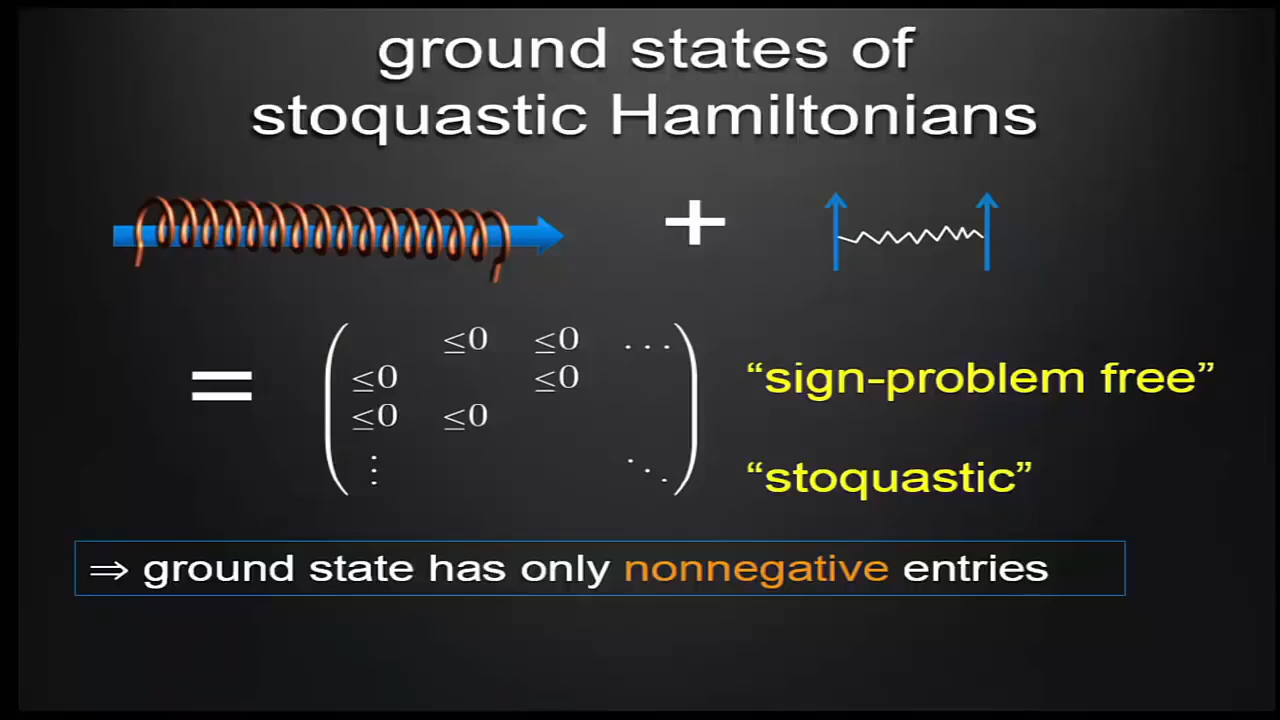 ground states of
stoquastic Hamiltonians
+
= ≤0 ≤0 ...
≤0 ≤0
≤0 ≤0
⋮ ⋱
“sign-problem free”
“stoquastic”
⇒ ground state has only nonnegative entries